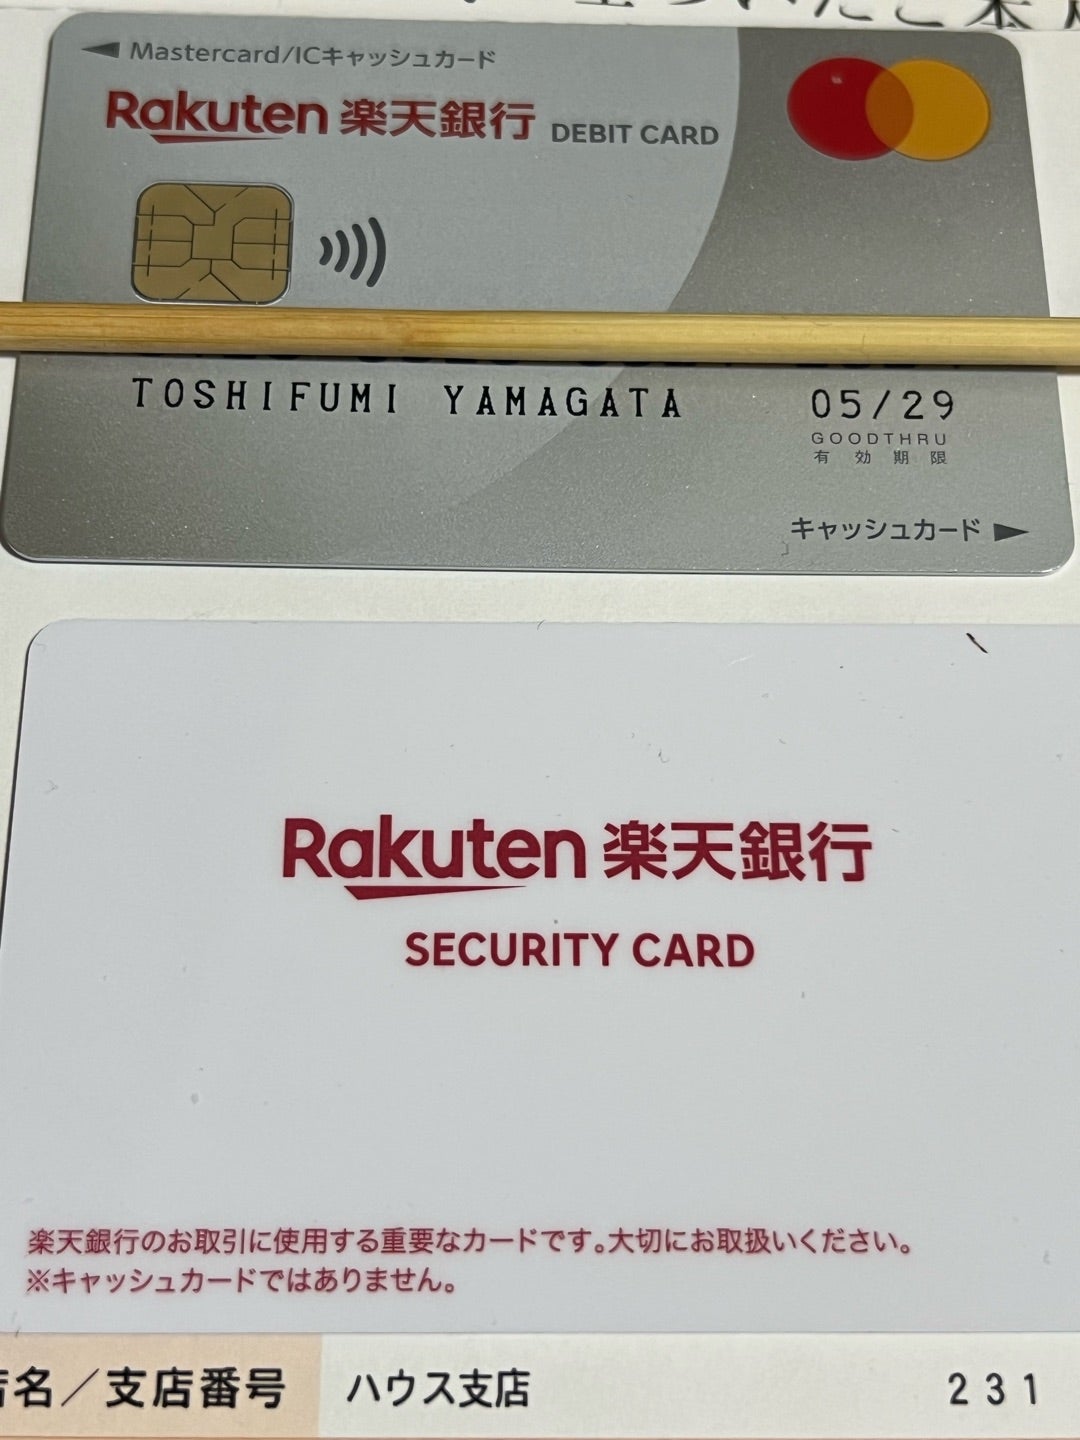 Mastercard/ICキャッシュカード
Rakuten 楽天銀行 DEBIT CARD
TOSHIFUMI YAMAGATA 05/29
GOODTHRU
有効期限
キャッシュカード
Rakuten 楽天銀行
SECURITY CARD
楽天銀行のお取引に使用する重要なカードです。大切にお取扱いください。
※キャッシュカードではありません。
名／支店番号 ハウス支店 231